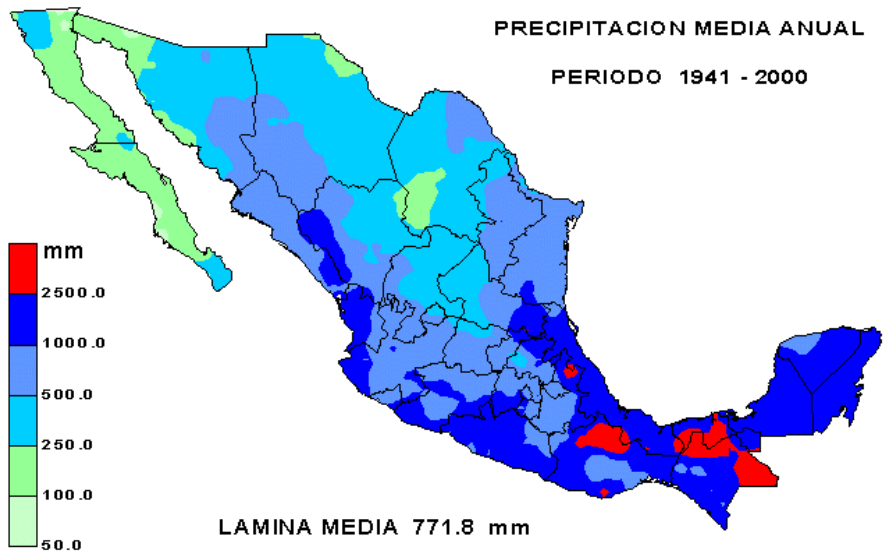 PRECIPITACION MEDIA ANUAL
PERIODO 1941 - 2000
mm
2500.0
1000.0
500.0
250.0
100.0
50.0
LAMINA MEDIA 771.8 mm